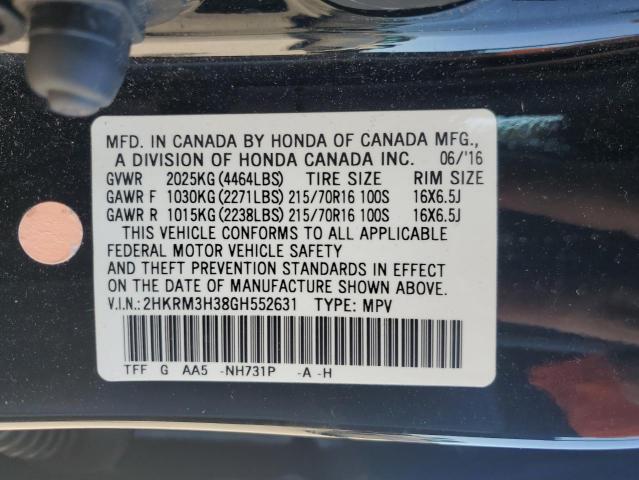 MFD. IN CANADA BY HONDA OF CANADA MFG.,
A DIVISION OF HONDA CANADA INC. 06/'16
GVWR 2025KG (4464LBS) TIRE SIZE RIM SIZE
GAWR F 1030KG (2271LBS) 215/70R16 100S 16X6.5J
GAWR R 1015KG (2238LBS) 215/70R16 100S 16X6.5J
THIS VEHICLE CONFORMS TO ALL APPLICABLE
FEDERAL MOTOR VEHICLE SAFETY
AND THEFT PREVENTION STANDARDS IN EFFECT
ON THE DATE OF MANUFACTURE SHOWN ABOVE.
V.I.N.: 2HKRM3H38GH552631 TYPE: MPV
TFF G AA5 -NH731P -A -H